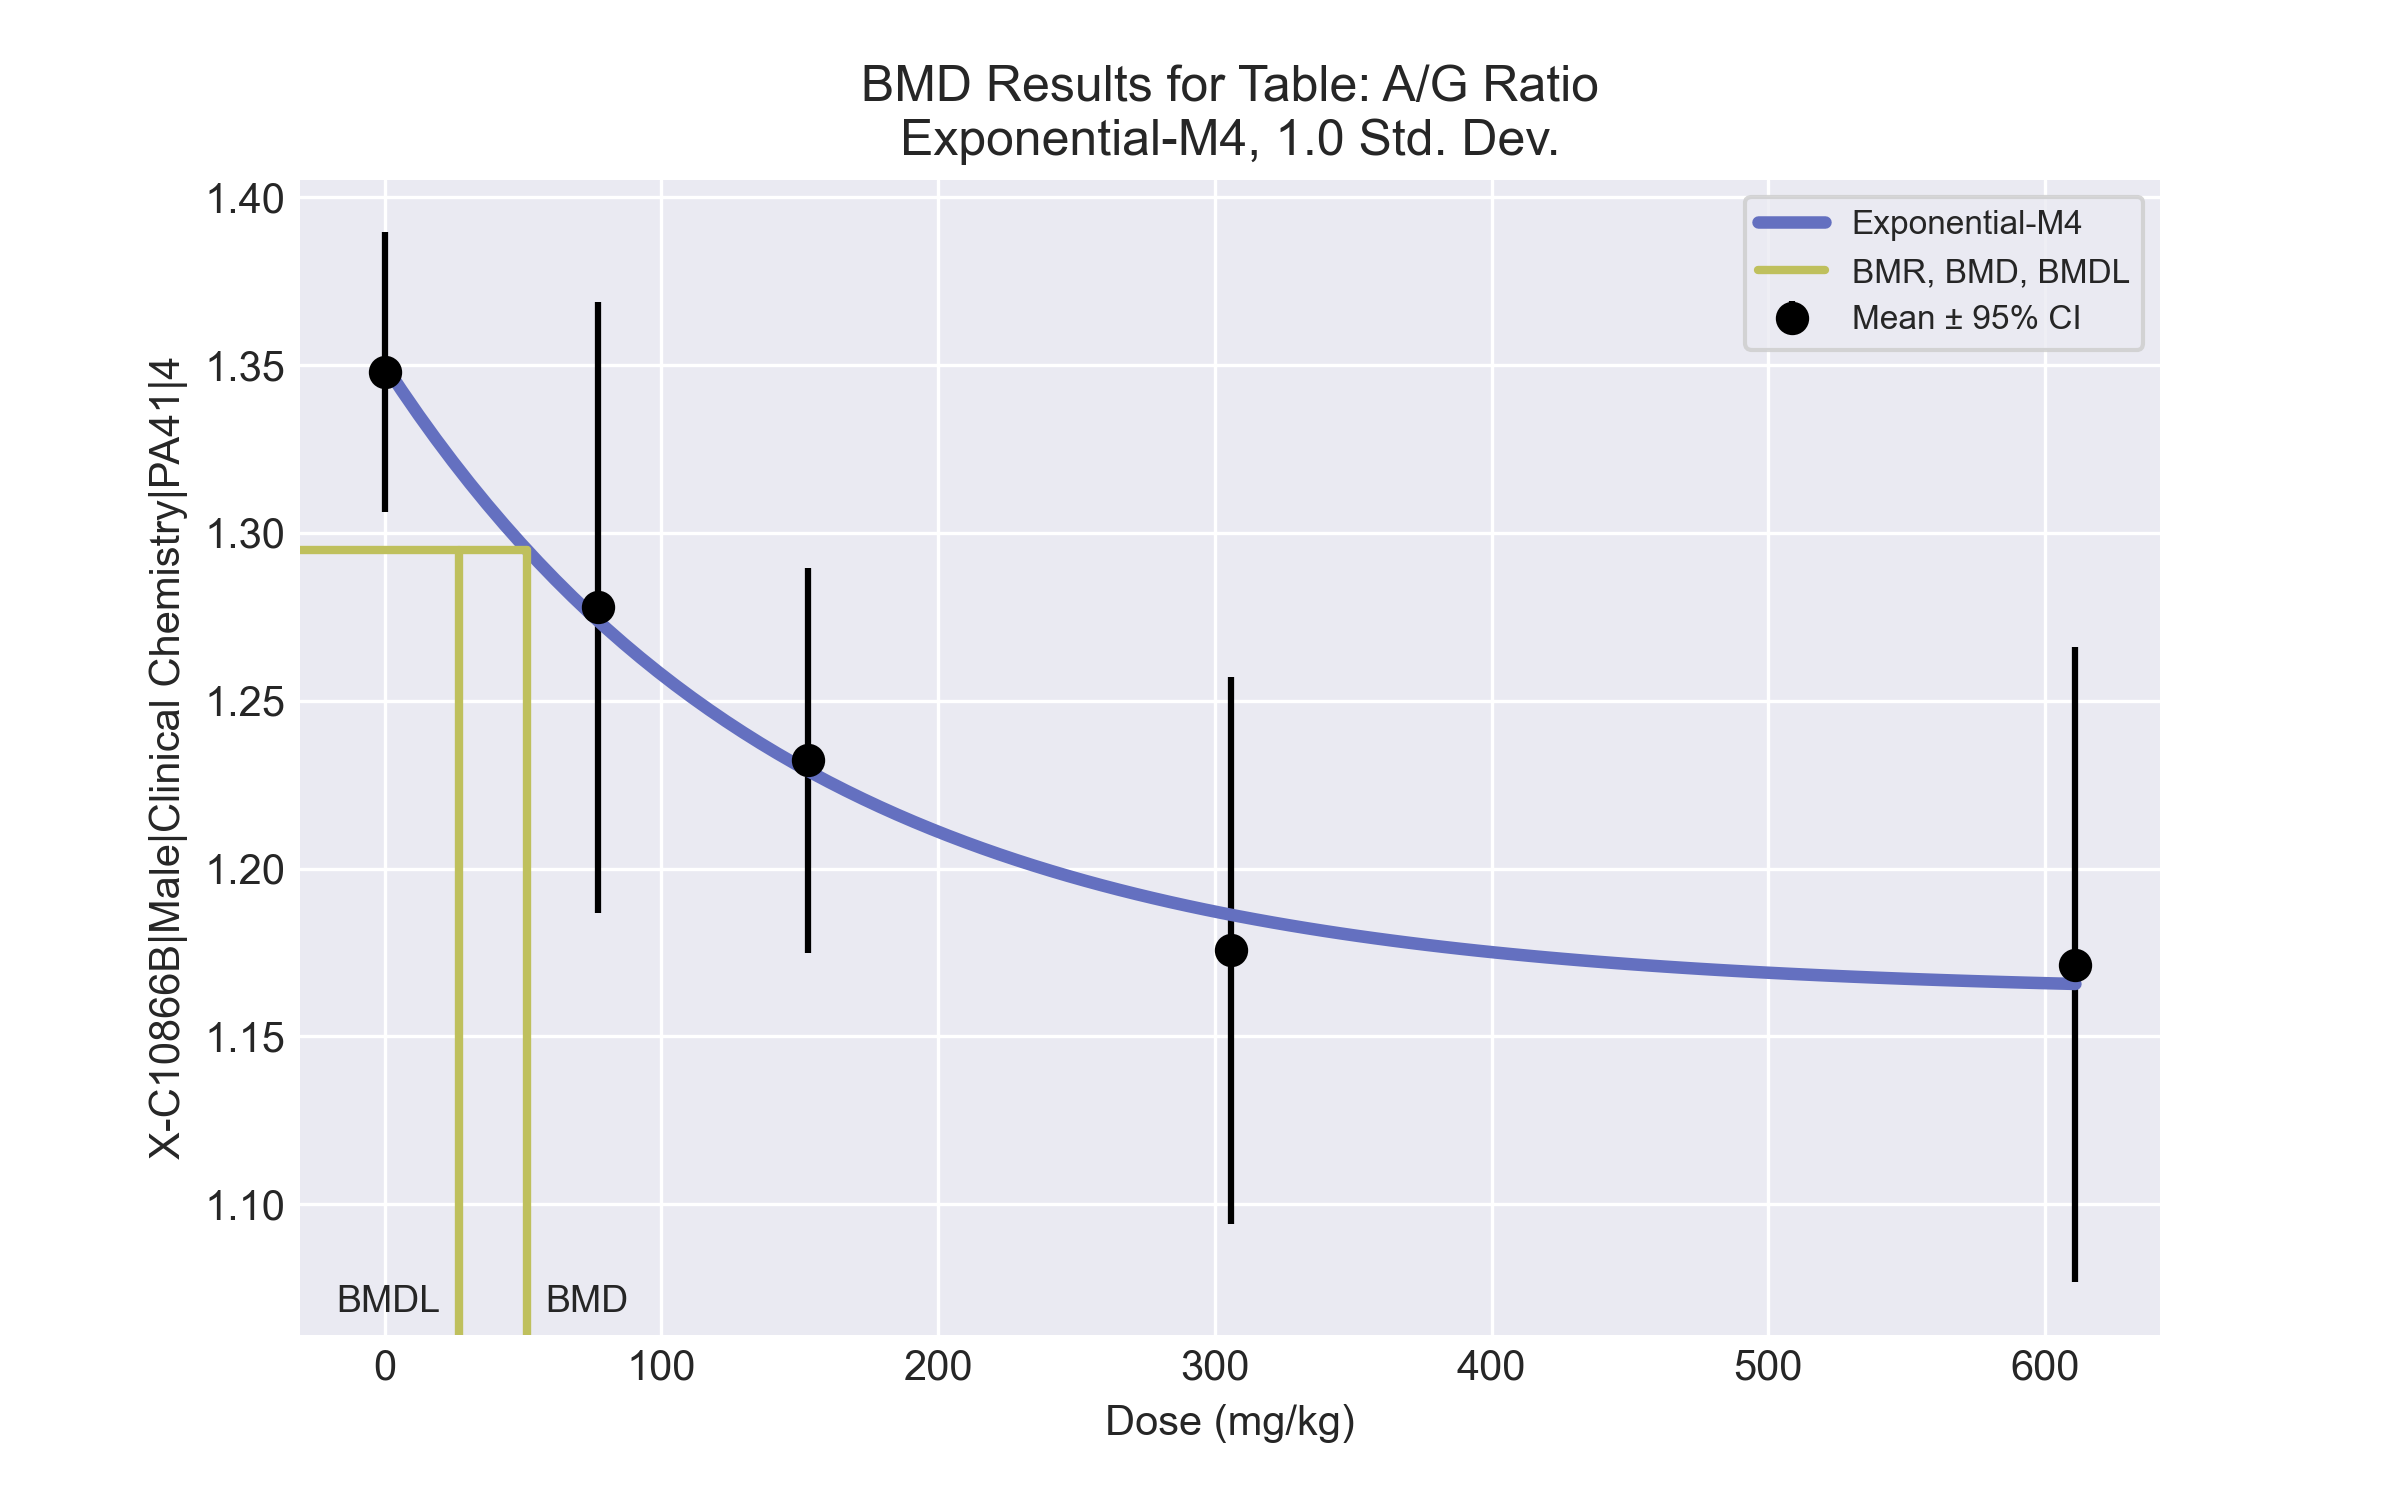 BMD Results for Table: A/G Ratio
Exponential-M4, 1.0 Std. Dev.
Exponential-M4
BMR, BMD, BMDL
Mean ± 95% CI
X-C10866B|Male|Clinical Chemistry|PA41|4
1.40
1.35
1.30
1.25
1.20
1.15
1.10
BMDL
BMD
0
100
200
300
400
500
600
Dose (mg/kg)